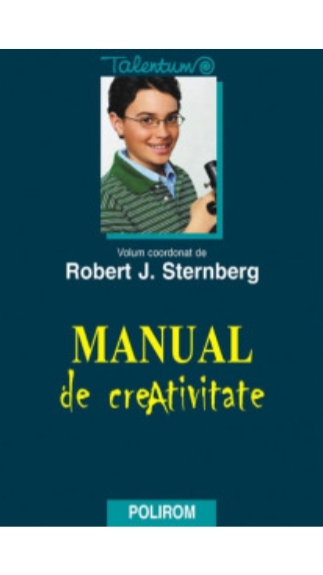 Talentum
Volum coordonat de
Robert J. Sternberg
MANUAL
de creAtivitate
POLIROM